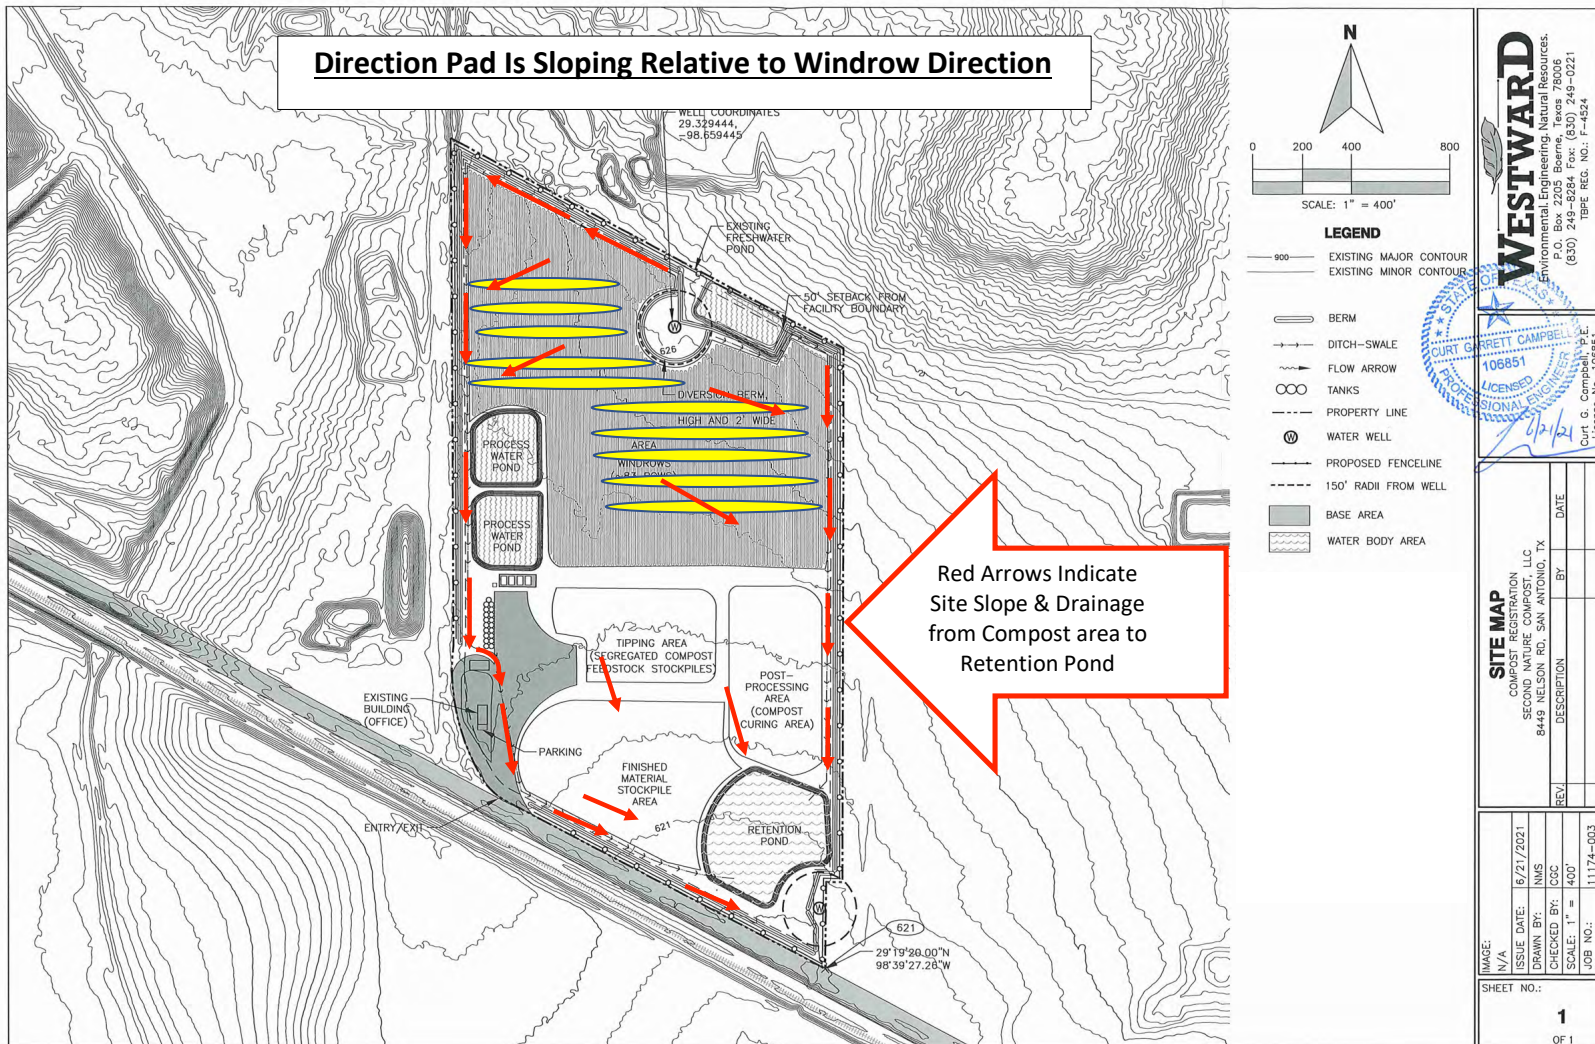 Direction Pad Is Sloping Relative to Windrow Direction
WELL COORDINATES
29.329444,
-98.659445
EXISTING
FRESHWATER
POND
50' SETBACK FROM
FACILITY BOUNDARY
W
626
DIVERSION BERM,
HIGH AND 2' WIDE
AREA
WINDROWS
PROCESS
WATER
POND
PROCESS
WATER
POND
TIPPING AREA
(SEGREGATED COMPOST
FEEDSTOCK STOCKPILES)
POST-
PROCESSING
AREA
(COMPOST
CURING AREA)
EXISTING
BUILDING
(OFFICE)
PARKING
FINISHED
MATERIAL
STOCKPILE
AREA
621
ENTRY/EXIT
RETENTION
POND
W
621
29°19'20.00"N
98°39'27.26"W
Red Arrows Indicate
Site Slope & Drainage
from Compost area to
Retention Pond
N
0 200 400 800
SCALE: 1" = 400'
LEGEND
900 EXISTING MAJOR CONTOUR
EXISTING MINOR CONTOUR
BERM
DITCH-SWALE
FLOW ARROW
TANKS
PROPERTY LINE
W WATER WELL
PROPOSED FENCELINE
150' RADII FROM WELL
BASE AREA
WATER BODY AREA
WESTWARD
Environmental. Engineering. Natural Resources.
P.O. Box 2205 Boerne, Texas 78006
(830) 249-8284 Fax: (830) 249-0221
TBPE REG. NO.: F-4524
STATE OF TEXAS
CURT GARRETT CAMPBELL
106851
LICENSED
PROFESSIONAL ENGINEER
6/21/21
Curt G. Campbell, P.E.
SITE MAP
COMPOST REGISTRATION
SECOND NATURE COMPOST, LLC
8449 NELSON RD, SAN ANTONIO, TX
REV. DESCRIPTION BY DATE
IMAGE:
N/A
ISSUE DATE: 6/21/2021
DRAWN BY: NMS
CHECKED BY: CGC
SCALE: 1" = 400'
JOB NO.: 11174-003
SHEET NO.:
1
OF 1